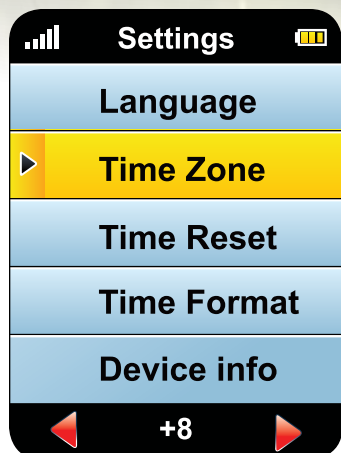 Settings
Language
Time Zone
Time Reset
Time Format
Device info
+8